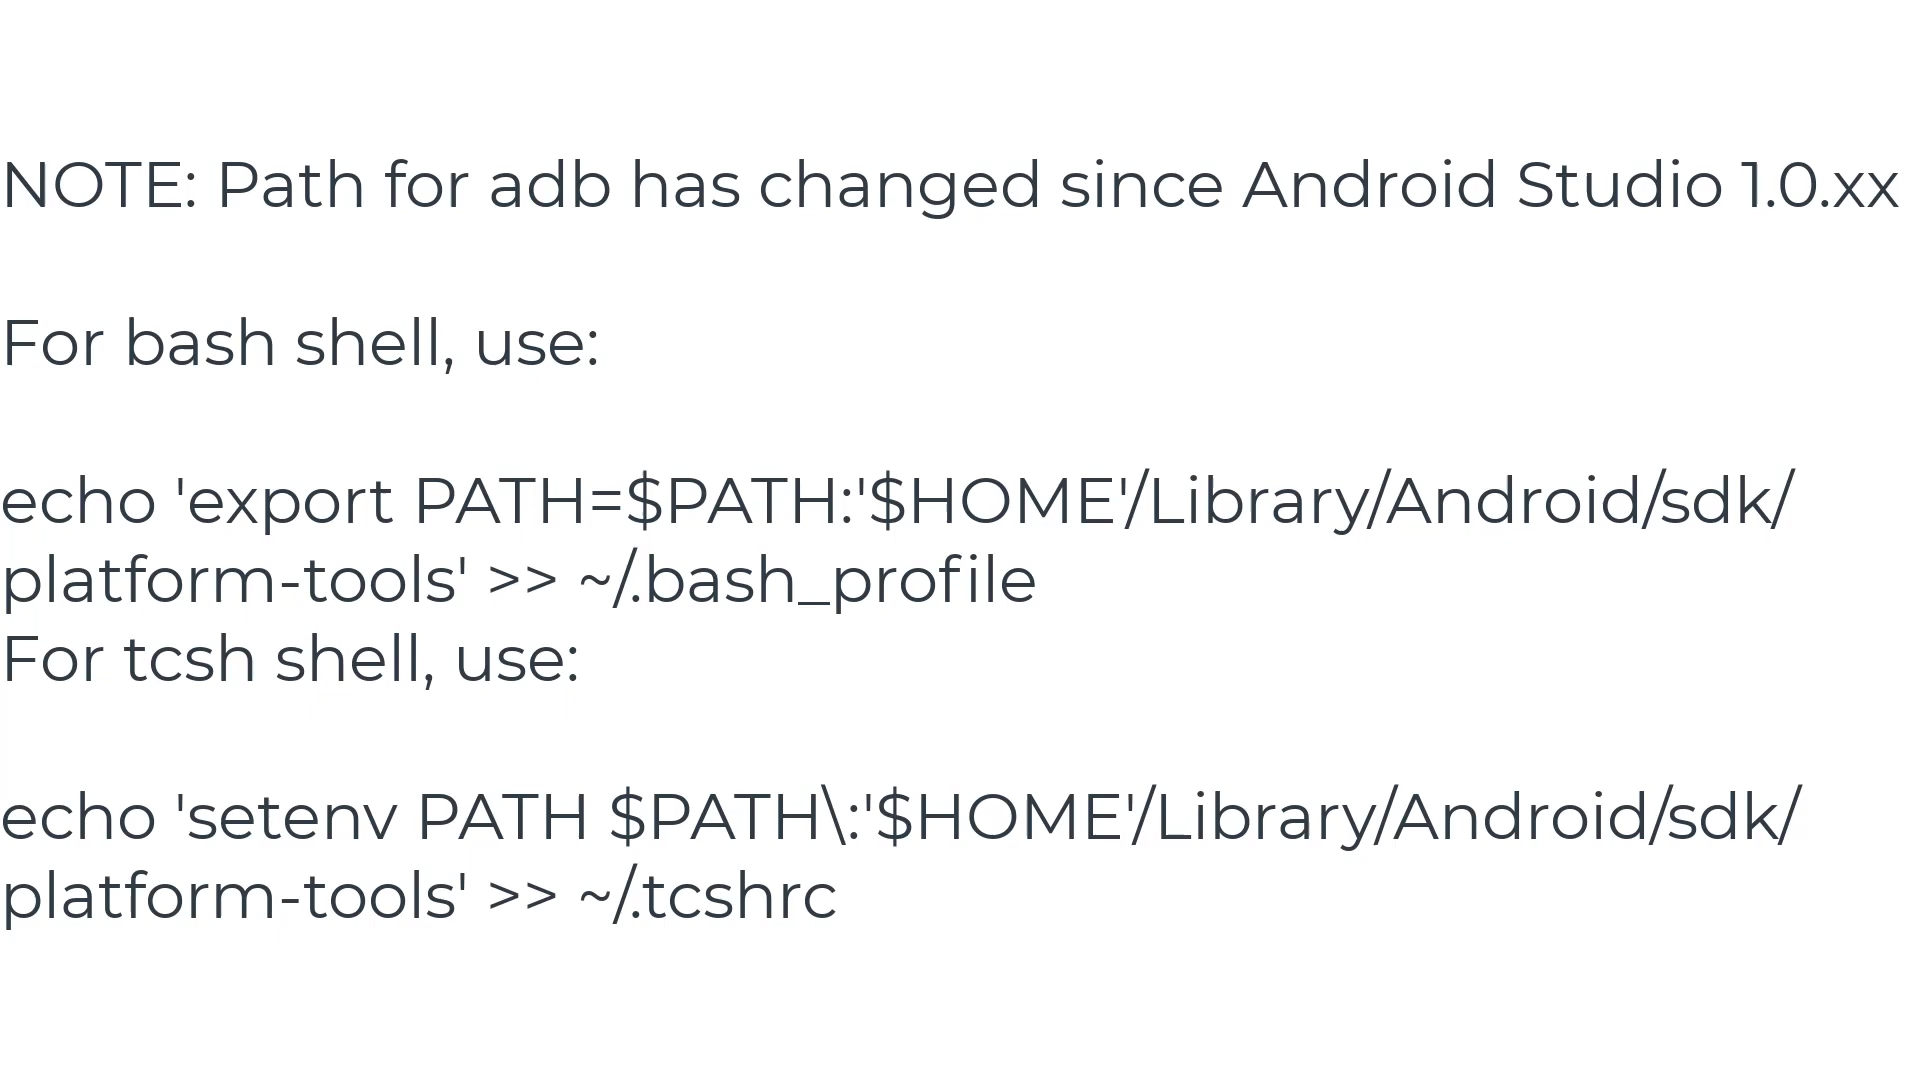 NOTE: Path for adb has changed since Android Studio 1.0.xx
For bash shell, use:
echo 'export PATH=$PATH:'$HOME'/Library/Android/sdk/
platform-tools' >> ~/.bash_profile
For tcsh shell, use:
echo 'setenv PATH $PATH\:'$HOME'/Library/Android/sdk/
platform-tools' >> ~/.tcshrc